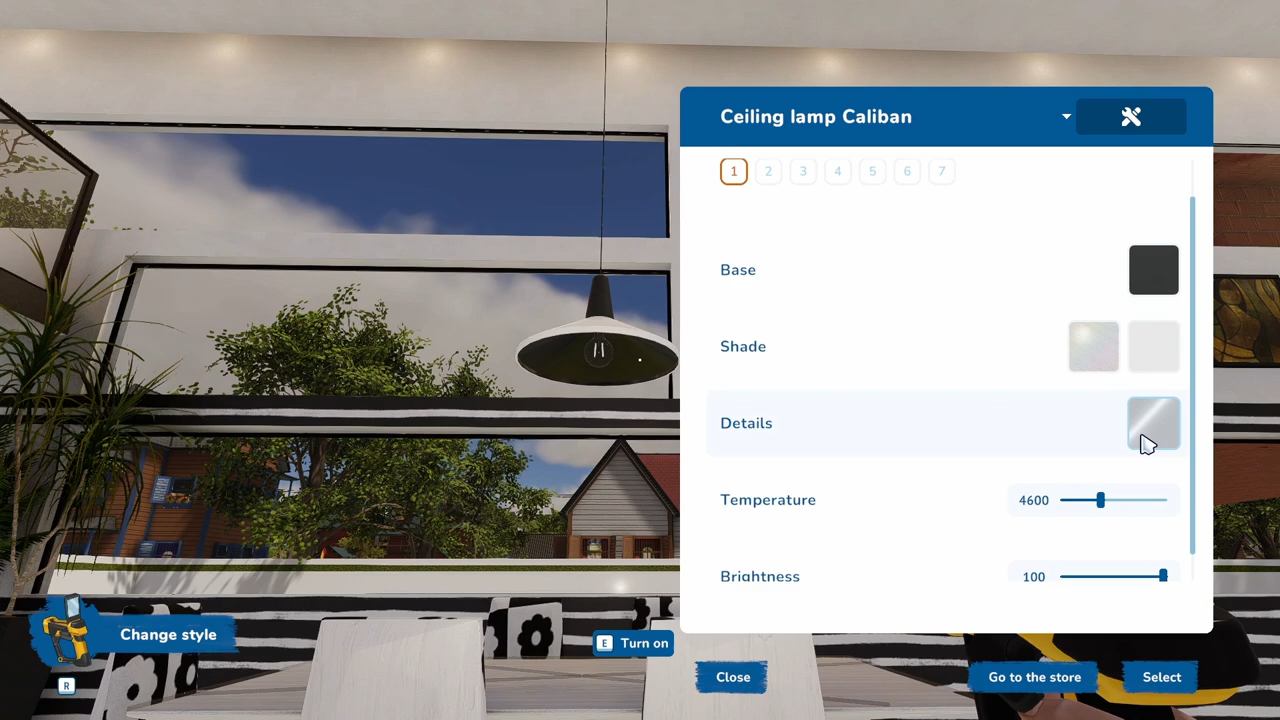 Ceiling lamp Caliban
1 2 3 4 5 6 7
Base
Shade
Details
Temperature 4600
Brightness 100
Change style
R
E Turn on
Close
Go to the store
Select